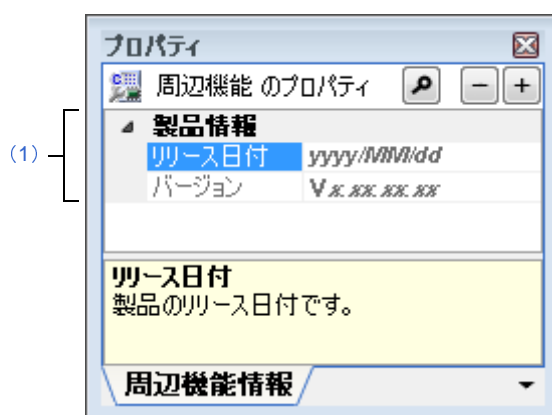 プロパティ
周辺機能 のプロパティ
(1)
製品情報
リリース日付 yyyy/MM/dd
バージョン Vx.xx.xx.xx
リリース日付
製品のリリース日付です。
周辺機能情報